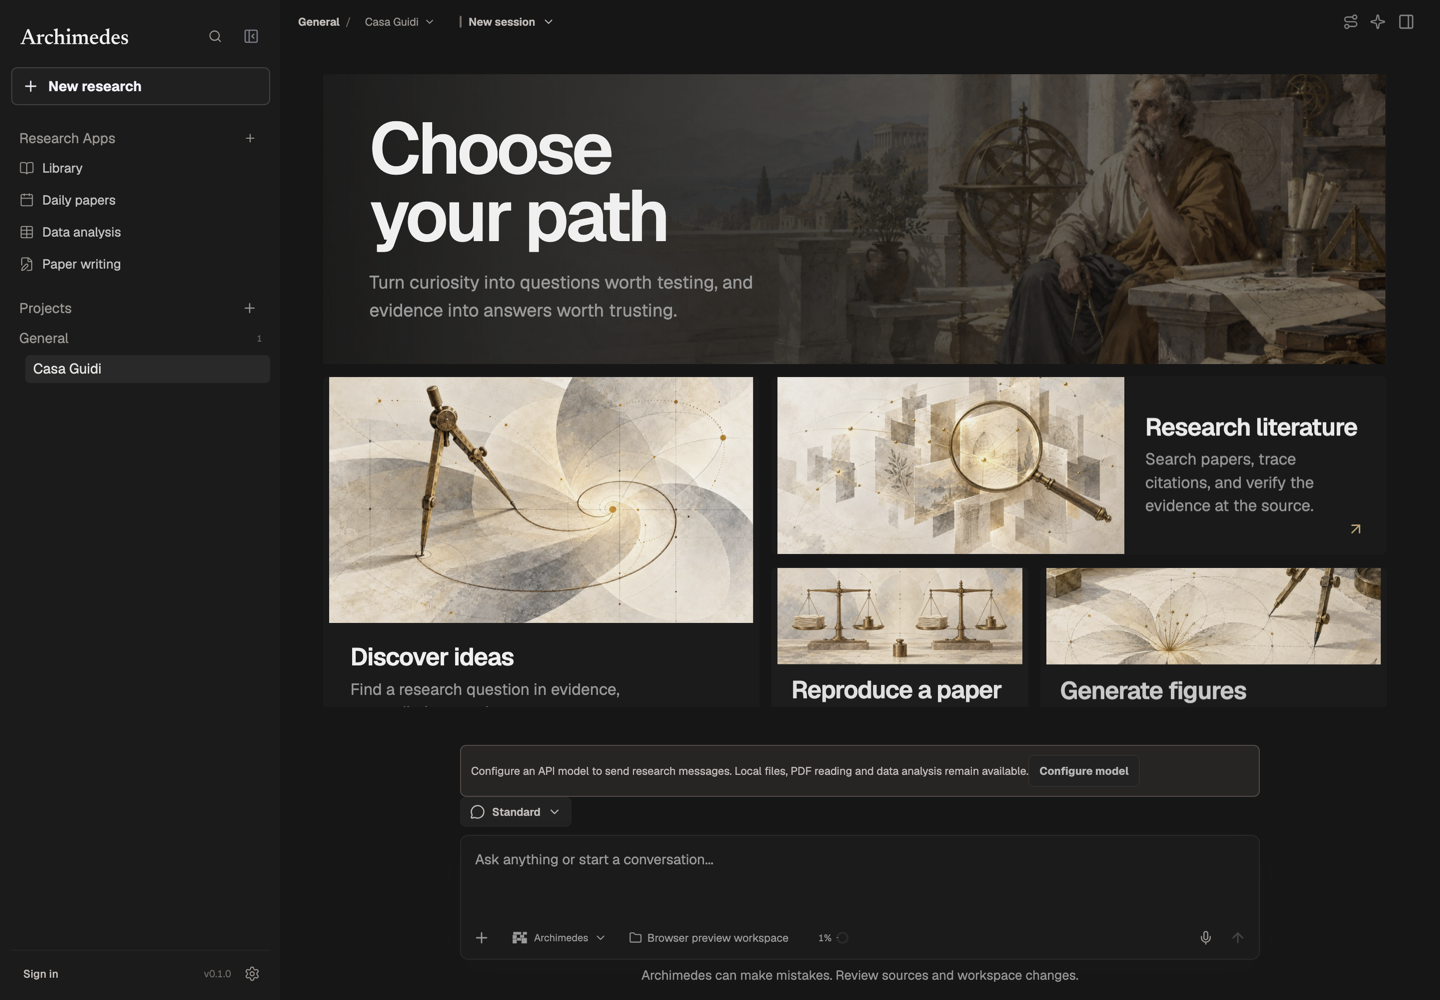 Archimedes
New research
Research Apps
Library
Daily papers
Data analysis
Paper writing
Projects
General 1
Casa Guidi
Sign in v0.1.0
General / Casa Guidi | New session
Choose
your path
Turn curiosity into questions worth testing, and
evidence into answers worth trusting.
Discover ideas
Find a research question in evidence,
Research literature
Search papers, trace
citations, and verify the
evidence at the source.
Reproduce a paper
Generate figures
Configure an API model to send research messages. Local files, PDF reading and data analysis remain available. Configure model
Standard
Ask anything or start a conversation...
Archimedes Browser preview workspace 1%
Archimedes can make mistakes. Review sources and workspace changes.